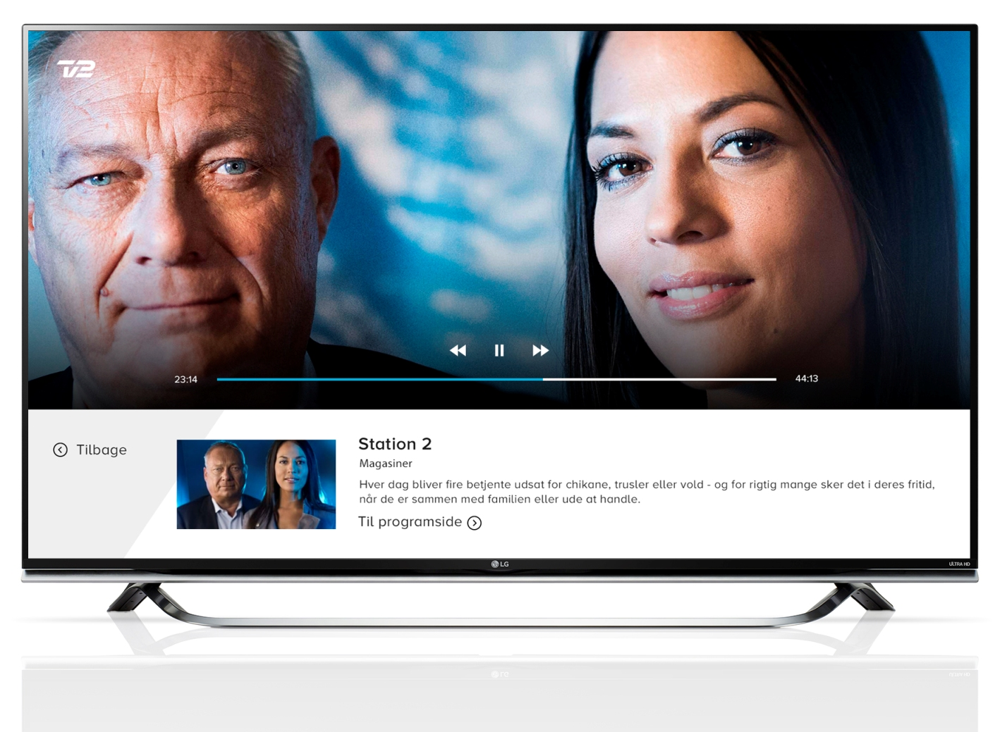 TV2
23:14
44:13
Tilbage
Station 2
Magasiner
Hver dag bliver fire betjente udsat for chikane, trusler eller vold - og for rigtig mange sker det i deres fritid,
når de er sammen med familien eller ude at handle.
Til programside
LG
ULTRA HD